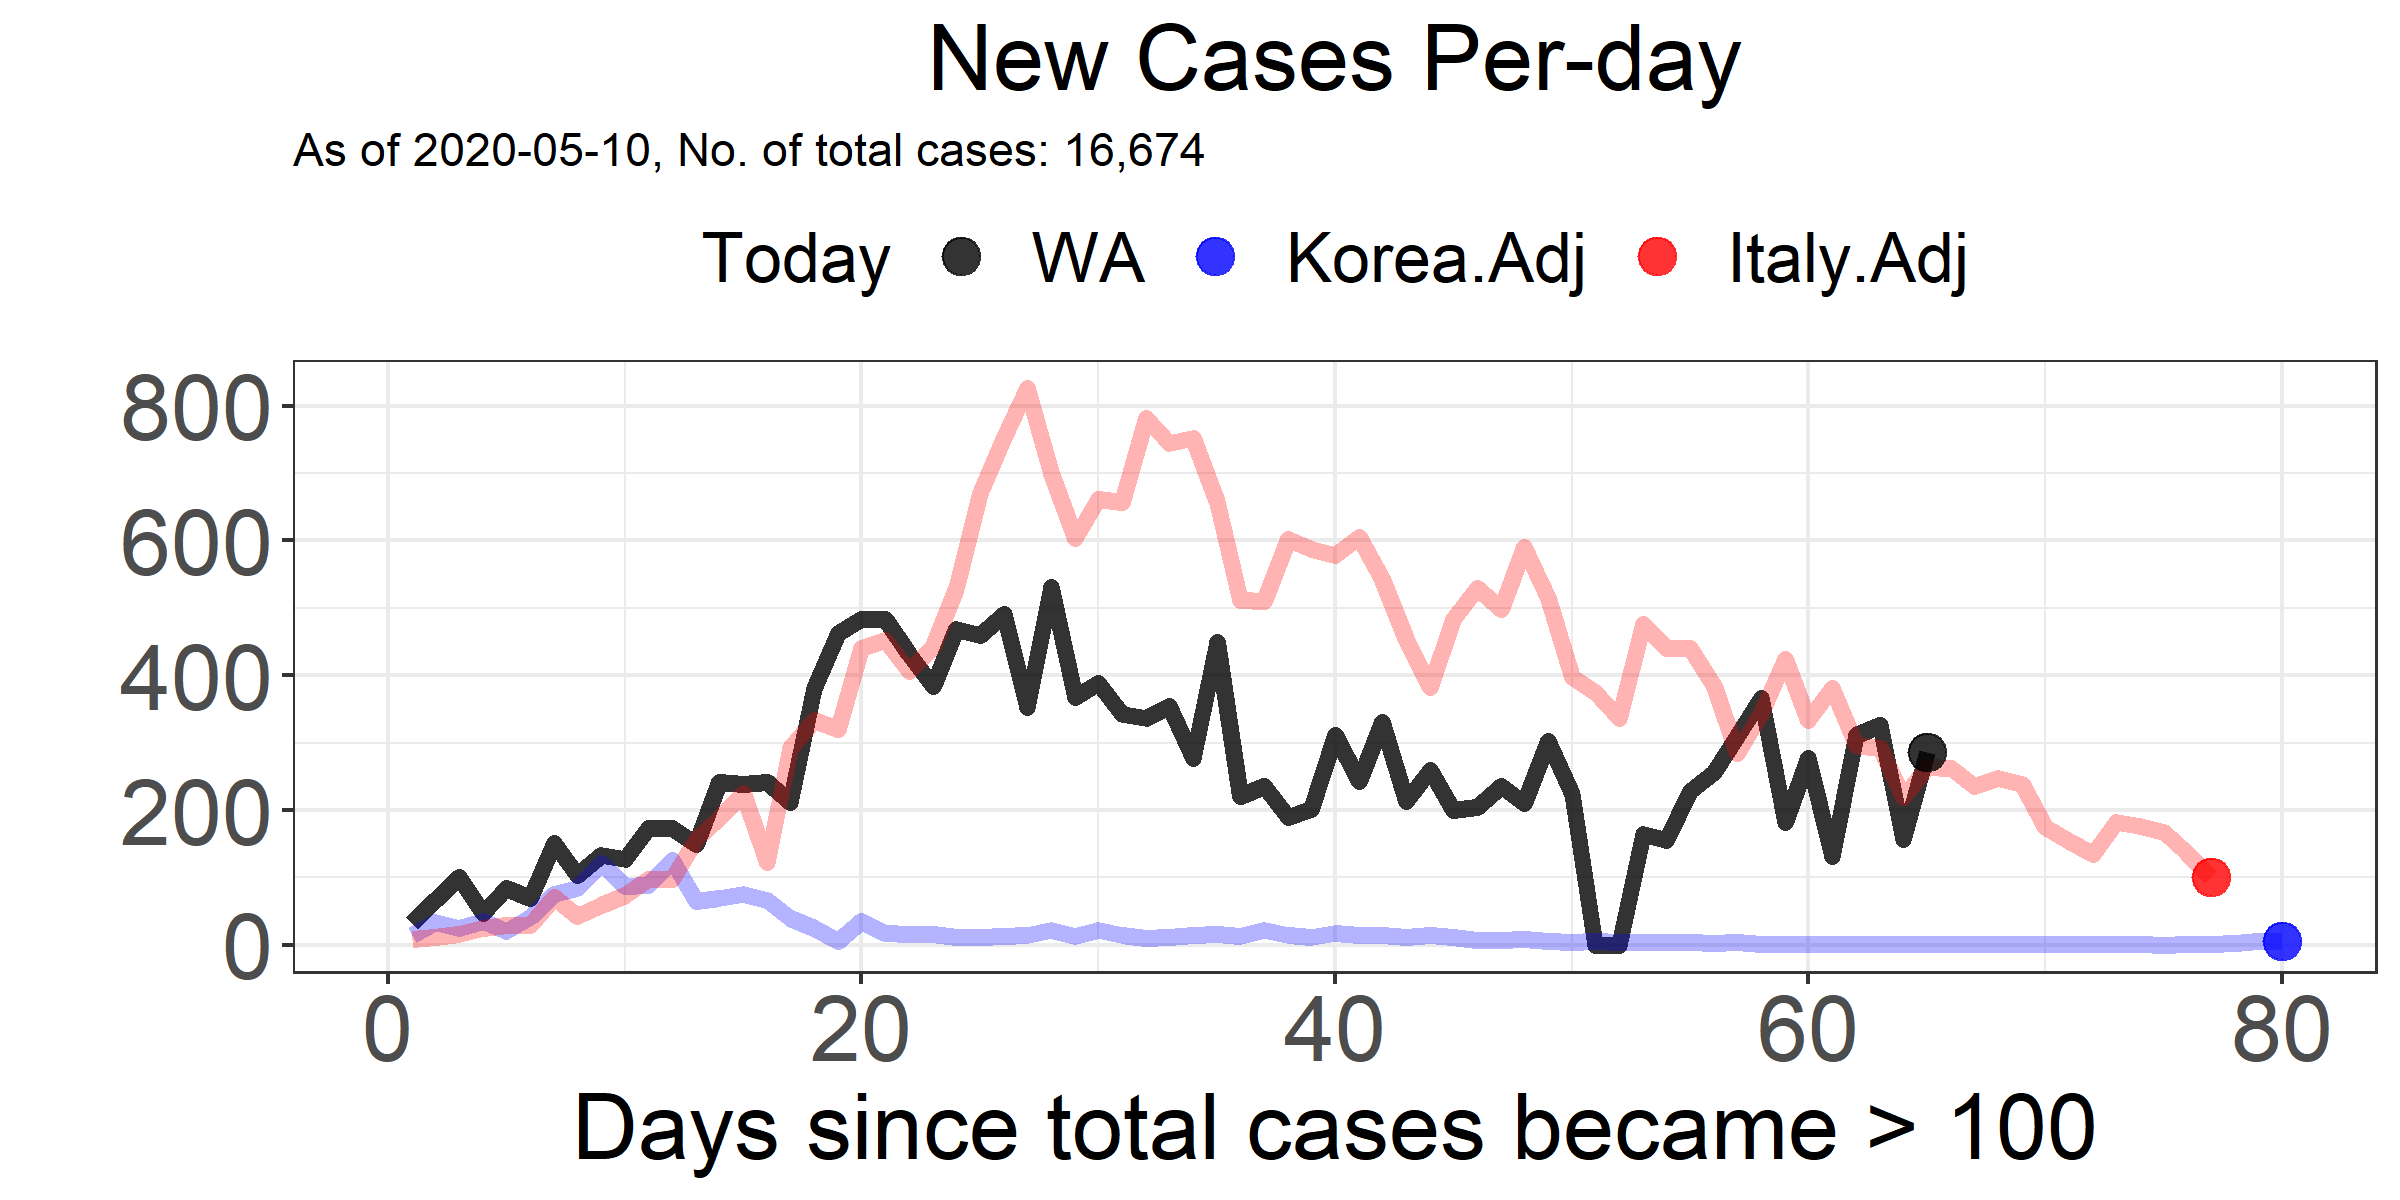 New Cases Per-day
As of 2020-05-10, No. of total cases: 16,674
Today WA Korea.Adj Italy.Adj
800
600
400
200
0
0 20 40 60 80
Days since total cases became > 100